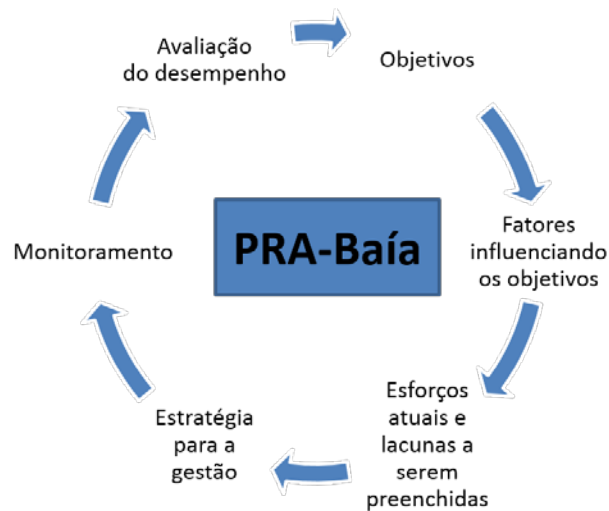 Avaliação
do desempenho
Objetivos
Fatores
influenciando
os objetivos
Esforços
atuais e
lacunas a
serem
preenchidas
Estratégia
para a
gestão
Monitoramento
PRA-Baía